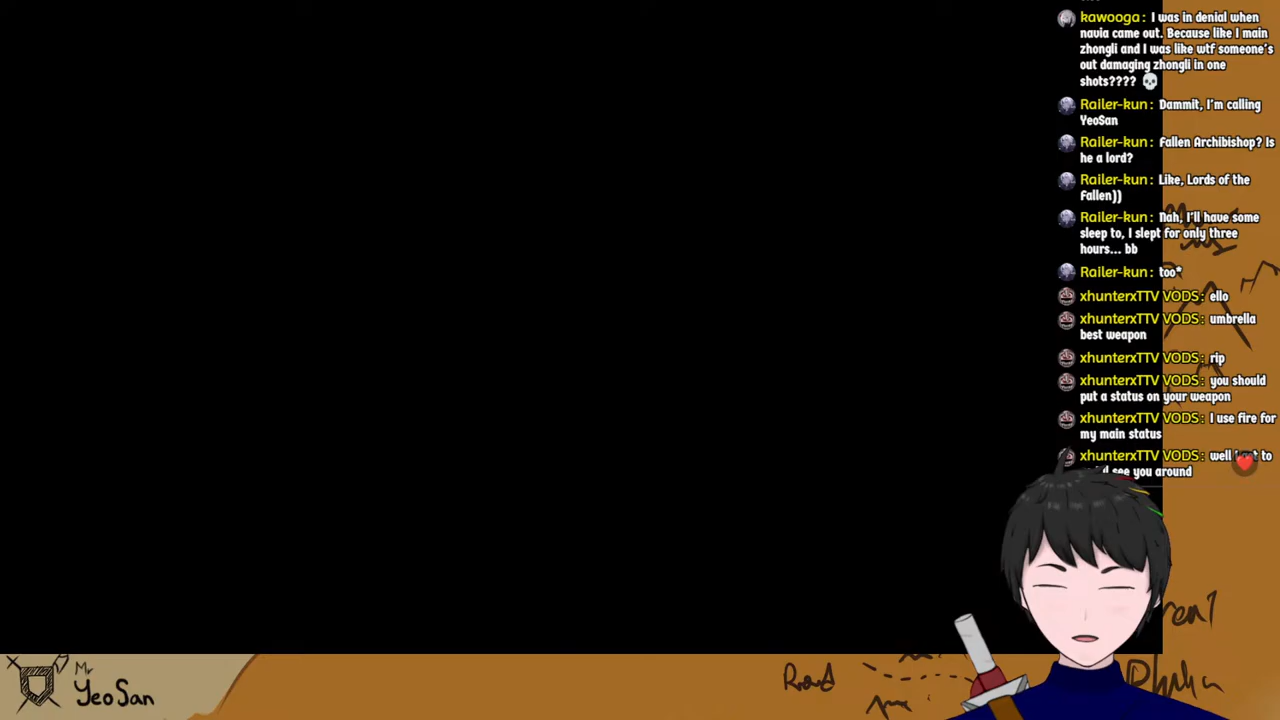 kawooga: I was in denial when
navia came out. Because like I main
zhongli and I was like wtf someone's
out damaging zhongli in one
shots???? 💀
Railer-kun: Dammit, I'm calling
YeoSan
Railer-kun: Fallen Archibishop? Is
he a lord?
Railer-kun: Like, Lords of the
Fallen))
Railer-kun: Nah, I'll have some
sleep to, I slept for only three
hours... bb
Railer-kun: too*
xhunterxTTV VODS: ello
xhunterxTTV VODS: umbrella
best weapon
xhunterxTTV VODS: rip
xhunterxTTV VODS: you should
put a status on your weapon
xhunterxTTV VODS: I use fire for
my main status
xhunterxTTV VODS: well to
see you around
Mr
YeoSan
Road